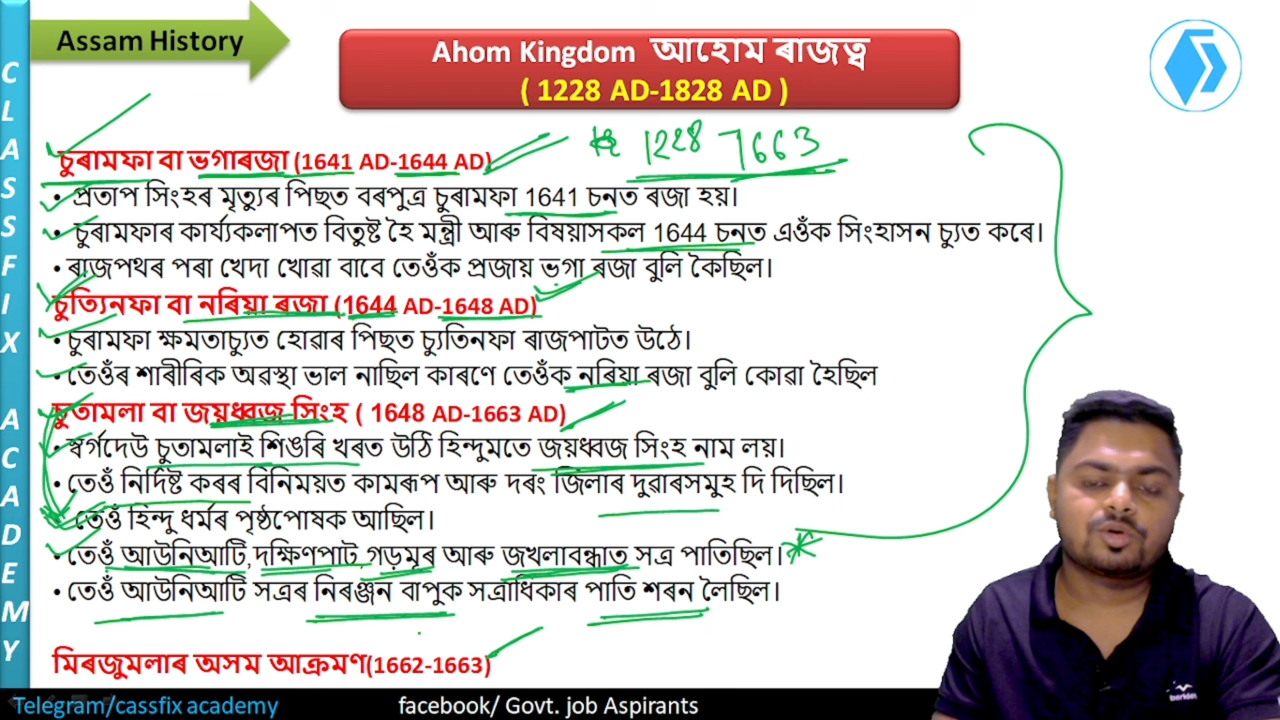 Assam History
Ahom Kingdom আহোম ৰাজত্ব
( 1228 AD-1828 AD )
CLASSFIX ACADEMY
1228 1663
চুৰামফা বা ভগাৰজা (1641 AD-1644 AD)
• প্ৰতাপ সিংহৰ মৃত্যুৰ পিছত বৰপুত্ৰ চুৰামফা 1641 চনত ৰজা হয়।
• চুৰামফাৰ কাৰ্য্যকলাপত বিতুষ্ট হৈ মন্ত্ৰী আৰু বিষয়াসকল 1644 চনত এওঁক সিংহাসন চ্যুত কৰে।
• ৰাজপথৰ পৰা খেদা খোৱা বাবে তেওঁক প্ৰজায় ভগা ৰজা বুলি কৈছিল।
চুত্যিনফা বা নৰিয়া ৰজা (1644 AD-1648 AD)
• চুৰামফা ক্ষমতাচ্যুত হোৱাৰ পিছত চ্যুতিনফা ৰাজপাটত উঠে।
• তেওঁৰ শাৰীৰিক অৱস্থা ভাল নাছিল কাৰণে তেওঁক নৰিয়া ৰজা বুলি কোৱা হৈছিল
চুতামলা বা জয়ধ্বজ সিংহ ( 1648 AD-1663 AD)
• স্বৰ্গদেউ চুতামলাই শিঙৰি ঘৰত উঠি হিন্দুমতে জয়ধ্বজ সিংহ নাম লয়।
• তেওঁ নিৰ্দিষ্ট কৰৰ বিনিময়ত কামৰূপ আৰু দৰং জিলাৰ দুৱাৰসমুহ দি দিছিল।
• তেওঁ হিন্দু ধৰ্মৰ পৃষ্ঠপোষক আছিল।
• তেওঁ আউনিআটি, দক্ষিণপাট, গড়মূৰ আৰু জখলাবন্ধাত সত্ৰ পাতিছিল।
• তেওঁ আউনিআটি সত্ৰৰ নিৰঞ্জন বাপুক সত্ৰাধিকাৰ পাতি শৰন লৈছিল।
মিৰজুমলাৰ অসম আক্ৰমণ(1662-1663)
Telegram/cassfix academy
facebook/ Govt. job Aspirants